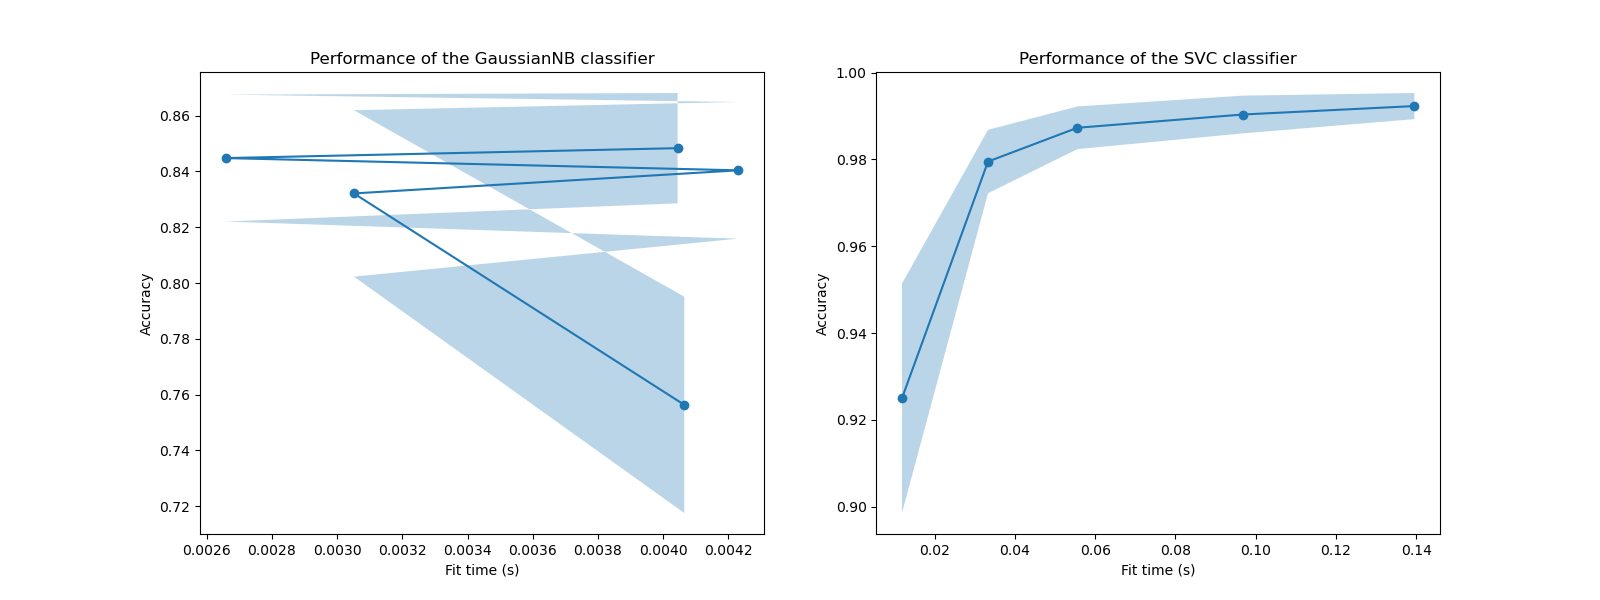 Performance of the GaussianNB classifier
Accuracy
0.86
0.84
0.82
0.80
0.78
0.76
0.74
0.72
0.0026 0.0028 0.0030 0.0032 0.0034 0.0036 0.0038 0.0040 0.0042
Fit time (s)
Performance of the SVC classifier
Accuracy
1.00
0.98
0.96
0.94
0.92
0.90
0.02 0.04 0.06 0.08 0.10 0.12 0.14
Fit time (s)